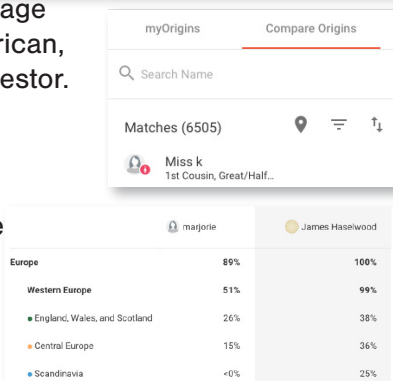 age
rican,
estor.
myOrigins Compare Origins
Search Name
Matches (6505)
Miss k
1st Cousin, Great/Half...
e
marjorie James Haselwood
Europe 89% 100%
Western Europe 51% 99%
England, Wales, and Scotland 26% 38%
Central Europe 15% 36%
Scandinavia <0% 25%